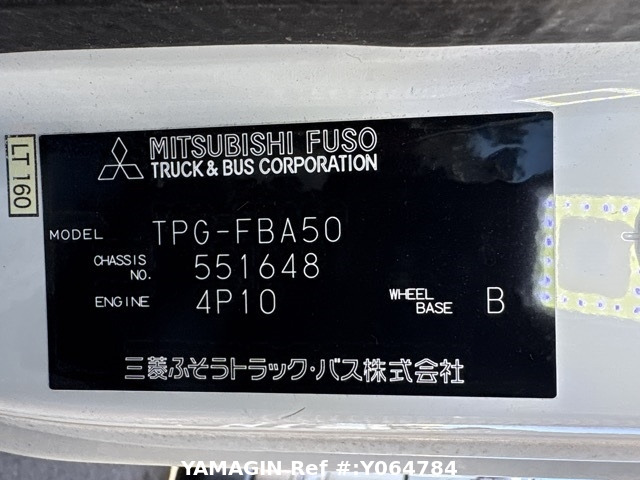 LT 160
MITSUBISHI FUSO
TRUCK & BUS CORPORATION
MODEL TPG-FBA50
CHASSIS NO. 551648
ENGINE 4P10 WHEEL BASE B
三菱ふそうトラック・バス株式会社
YAMAGIN Ref #:Y064784